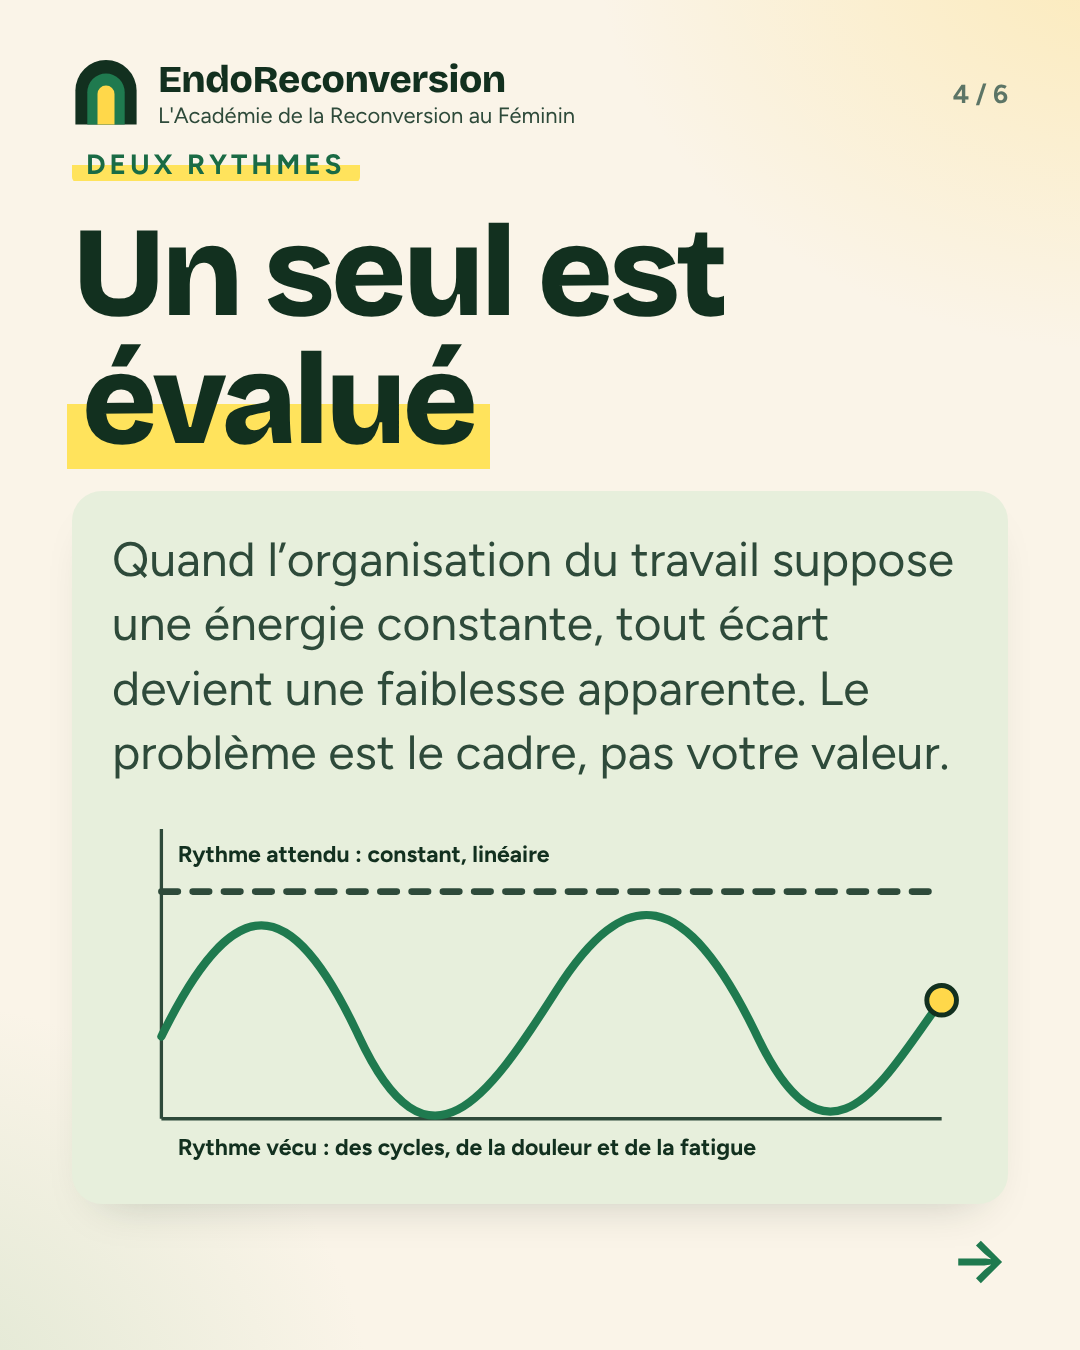 EndoReconversion
L'Académie de la Reconversion au Féminin
4 / 6
DEUX RYTHMES
Un seul est
évalué
Quand l’organisation du travail suppose
une énergie constante, tout écart
devient une faiblesse apparente. Le
problème est le cadre, pas votre valeur.
Rythme attendu : constant, linéaire
Rythme vécu : des cycles, de la douleur et de la fatigue